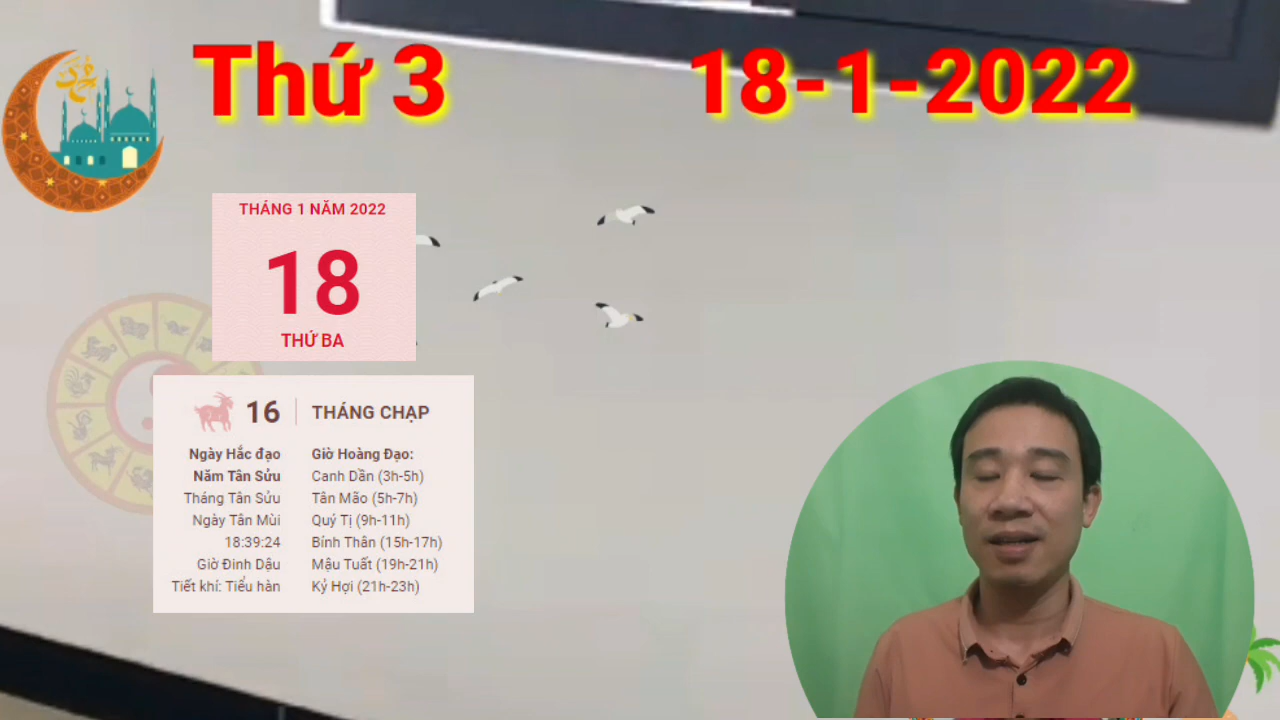 Thứ 3
18-1-2022
THÁNG 1 NĂM 2022
18
THỨ BA
16
THÁNG CHẠP
Ngày Hắc đạo
Năm Tân Sửu
Tháng Tân Sửu
Ngày Tân Mùi
18:39:24
Giờ Đinh Dậu
Tiết khí: Tiểu hàn
Giờ Hoàng Đạo:
Canh Dần (3h-5h)
Tân Mão (5h-7h)
Quý Tị (9h-11h)
Bính Thân (15h-17h)
Mậu Tuất (19h-21h)
Kỷ Hợi (21h-23h)